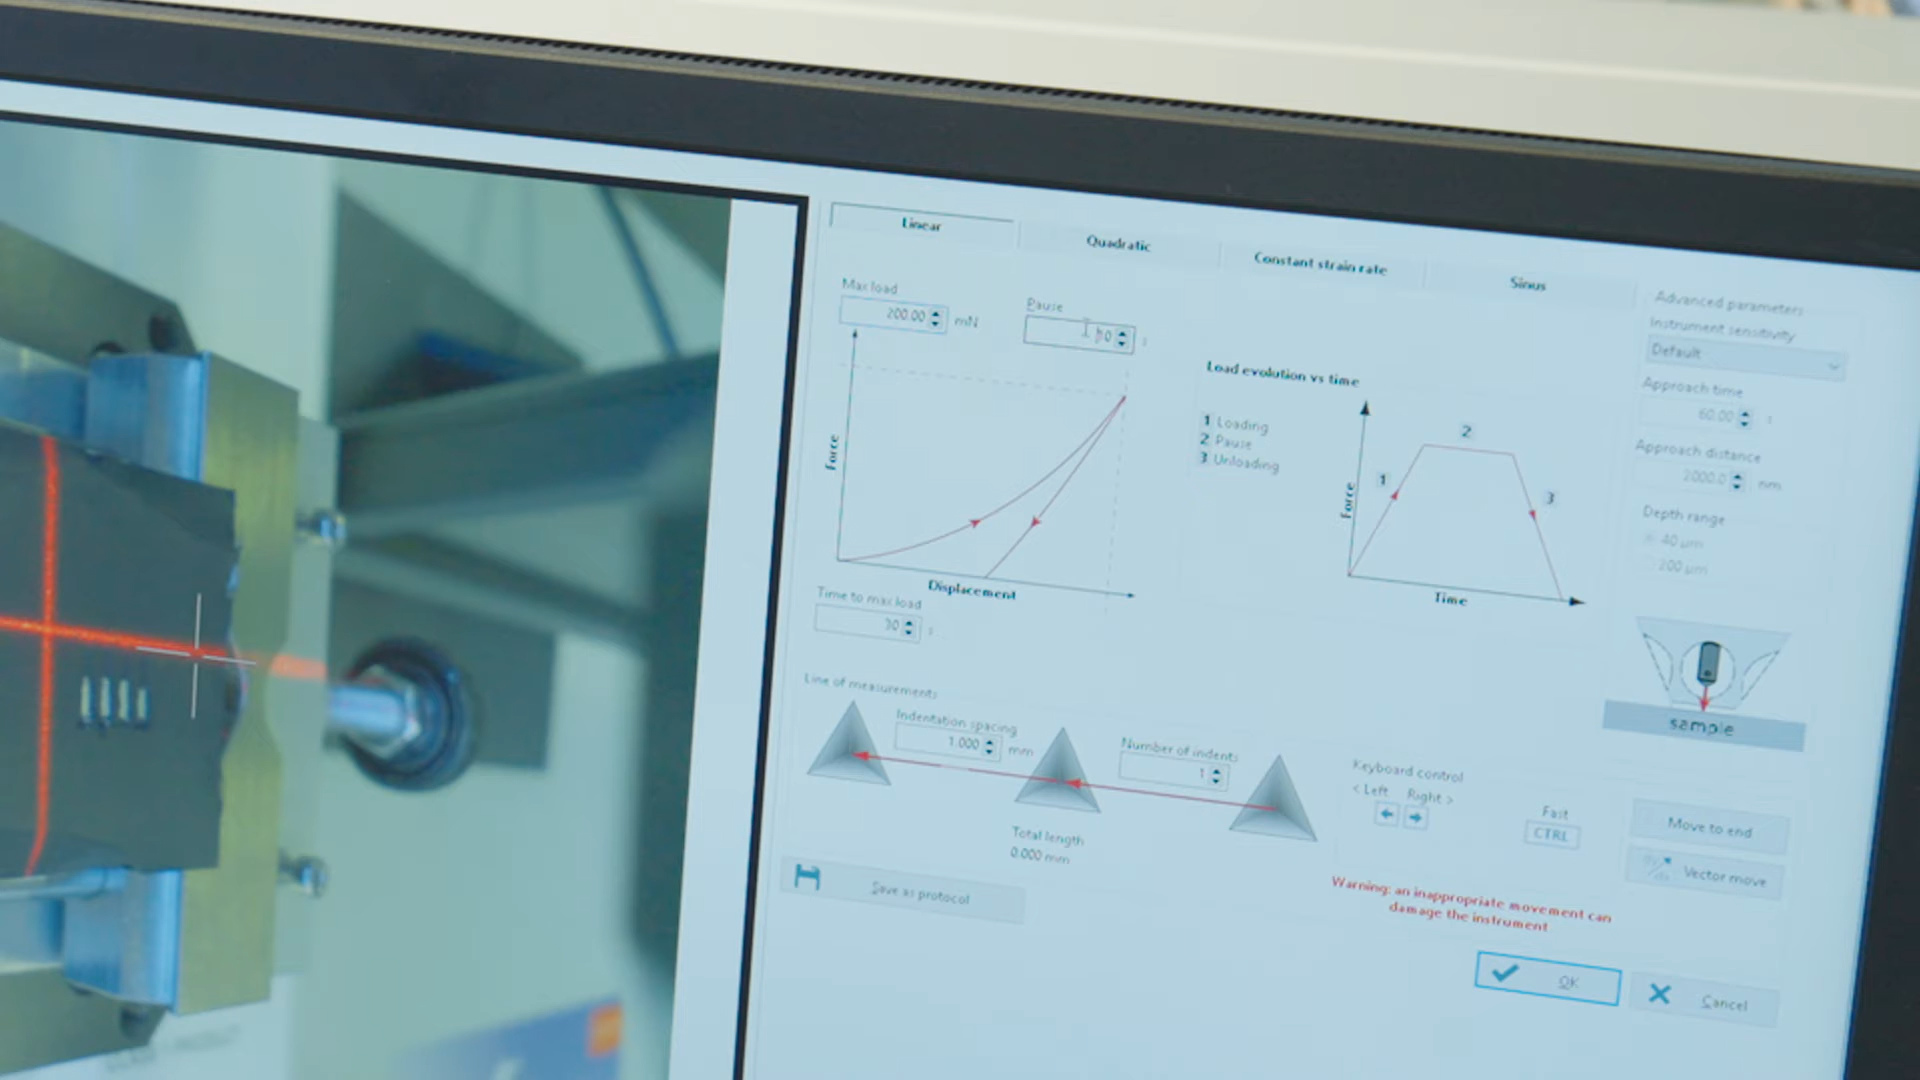 Linear
Quadratic
Constant strain rate
Sinus
Max load
200.00 mN
Pause
Advanced parameters
Instrument sensitivity
Default
Approach time
60.00 s
Approach distance
2000.0 nm
Depth range
40 µm
200 µm
Load evolution vs time
1 Loading
2 Pause
3 Unloading
Force
Displacement
Force
1
2
3
Time
Time to max load
30 s
sample
Line of measurements
Indentation spacing
1.000 mm
Number of indents
1
Total length
0.000 mm
Keyboard control
< Left Right >
Fast
CTRL
Move to end
Vector move
Save as protocol
Warning: an inappropriate movement can
damage the instrument
OK
Cancel